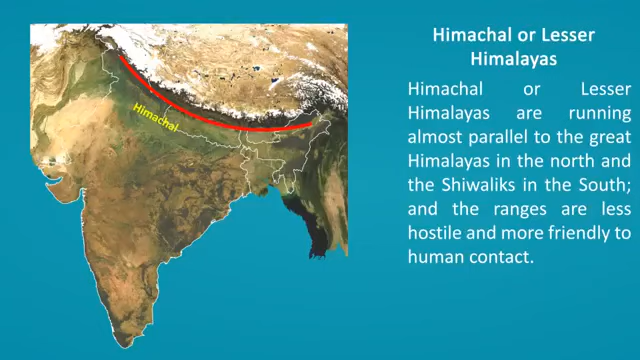 Himachal or Lesser
Himalayas
Himachal or Lesser
Himalayas are running
almost parallel to the great
Himalayas in the north and
the Shiwaliks in the South;
and the ranges are less
hostile and more friendly to
human contact.
Himachal